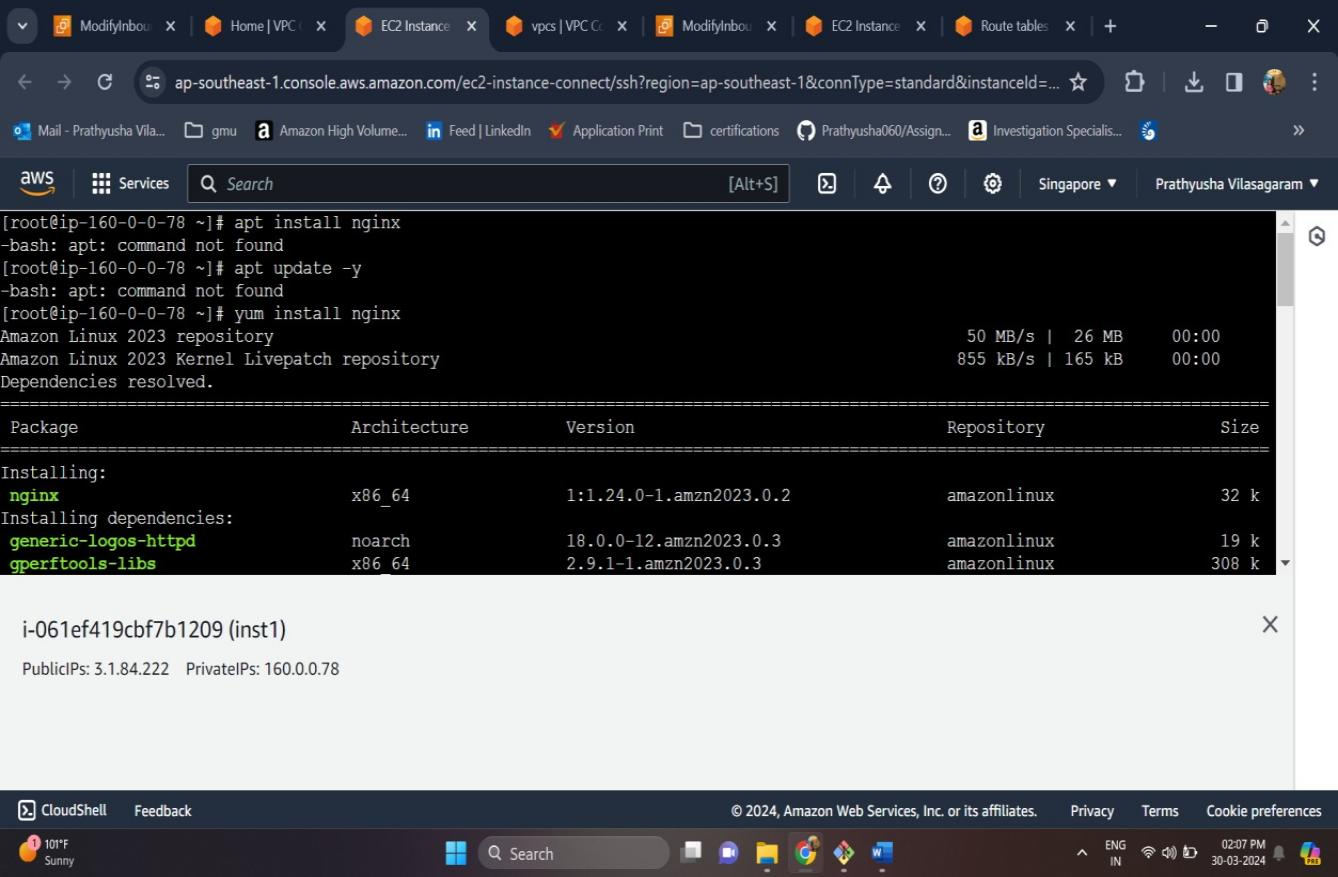 ModifyInbou
Home | VPC
EC2 Instance
vpcs | VPC Co
ModifyInbou
EC2 Instance
Route tables
ap-southeast-1.console.aws.amazon.com/ec2-instance-connect/ssh?region=ap-southeast-1&connType=standard&instanceId=...
Mail - Prathyusha Vila... gmu Amazon High Volume... Feed | LinkedIn Application Print certifications Prathyusha060/Assign... Investigation Specialis... »
aws Services Search [Alt+S] Singapore ▼ Prathyusha Vilasagaram ▼
[root@ip-160-0-0-78 ~]# apt install nginx
-bash: apt: command not found
[root@ip-160-0-0-78 ~]# apt update -y
-bash: apt: command not found
[root@ip-160-0-0-78 ~]# yum install nginx
Amazon Linux 2023 repository 50 MB/s | 26 MB 00:00
Amazon Linux 2023 Kernel Livepatch repository 855 kB/s | 165 kB 00:00
Dependencies resolved.
Package Architecture Version Repository Size
Installing:
nginx x86_64 1:1.24.0-1.amzn2023.0.2 amazonlinux 32 k
Installing dependencies:
generic-logos-httpd noarch 18.0.0-12.amzn2023.0.3 amazonlinux 19 k
gperftools-libs x86_64 2.9.1-1.amzn2023.0.3 amazonlinux 308 k
i-061ef419cbf7b1209 (inst1)
PublicIPs: 3.1.84.222 PrivateIPs: 160.0.0.78
CloudShell Feedback © 2024, Amazon Web Services, Inc. or its affiliates. Privacy Terms Cookie preferences
1 101°F
Sunny
Search
ENG
IN
02:07 PM
30-03-2024
PRE